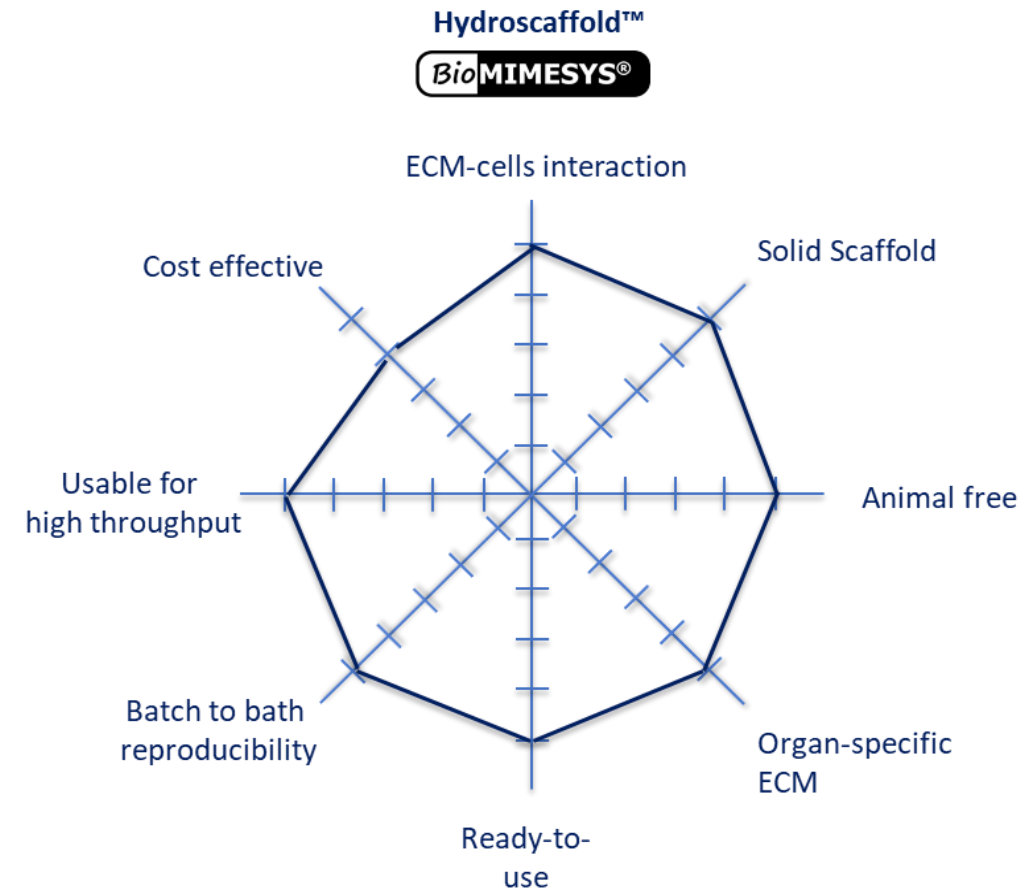 Hydroscaffold™
BioMIMESYS®
ECM-cells interaction
Solid Scaffold
Cost effective
Usable for
high throughput
Animal free
Batch to bath
reproducibility
Organ-specific
ECM
Ready-to-
use